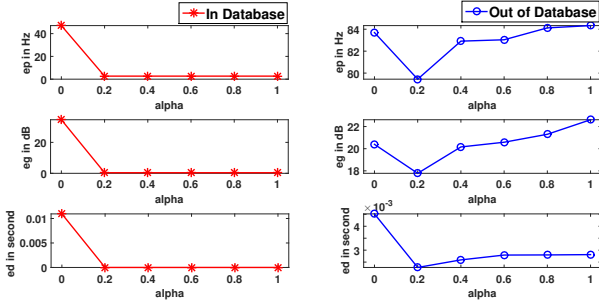 In Database
ep in Hz
40
20
0
0 0.2 0.4 0.6 0.8 1
alpha
eg in dB
20
0
0 0.2 0.4 0.6 0.8 1
alpha
ed in second
0.01
0.005
0
0 0.2 0.4 0.6 0.8 1
alpha
Out of Database
ep in Hz
84
82
80
0 0.2 0.4 0.6 0.8 1
alpha
eg in dB
22
20
18
0 0.2 0.4 0.6 0.8 1
alpha
× 10⁻³
ed in second
4
3
0 0.2 0.4 0.6 0.8 1
alpha